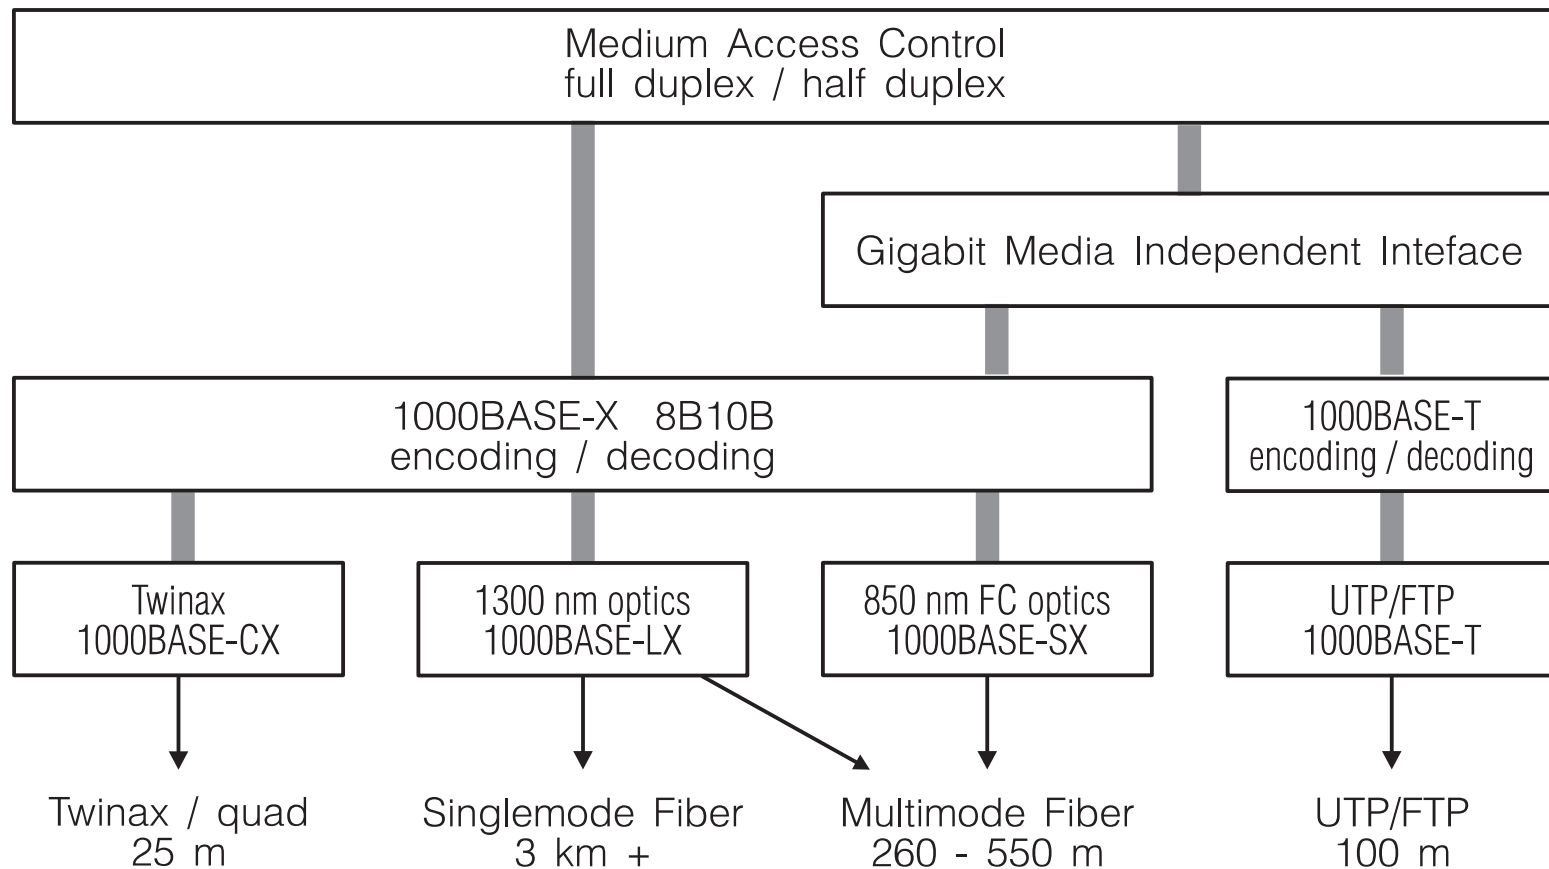 Medium Access Control
full duplex / half duplex
Gigabit Media Independent Inteface
1000BASE-X 8B10B
encoding / decoding
1000BASE-T
encoding / decoding
Twinax
1000BASE-CX
1300 nm optics
1000BASE-LX
850 nm FC optics
1000BASE-SX
UTP/FTP
1000BASE-T
Twinax / quad
25 m
Singlemode Fiber
3 km +
Multimode Fiber
260 - 550 m
UTP/FTP
100 m